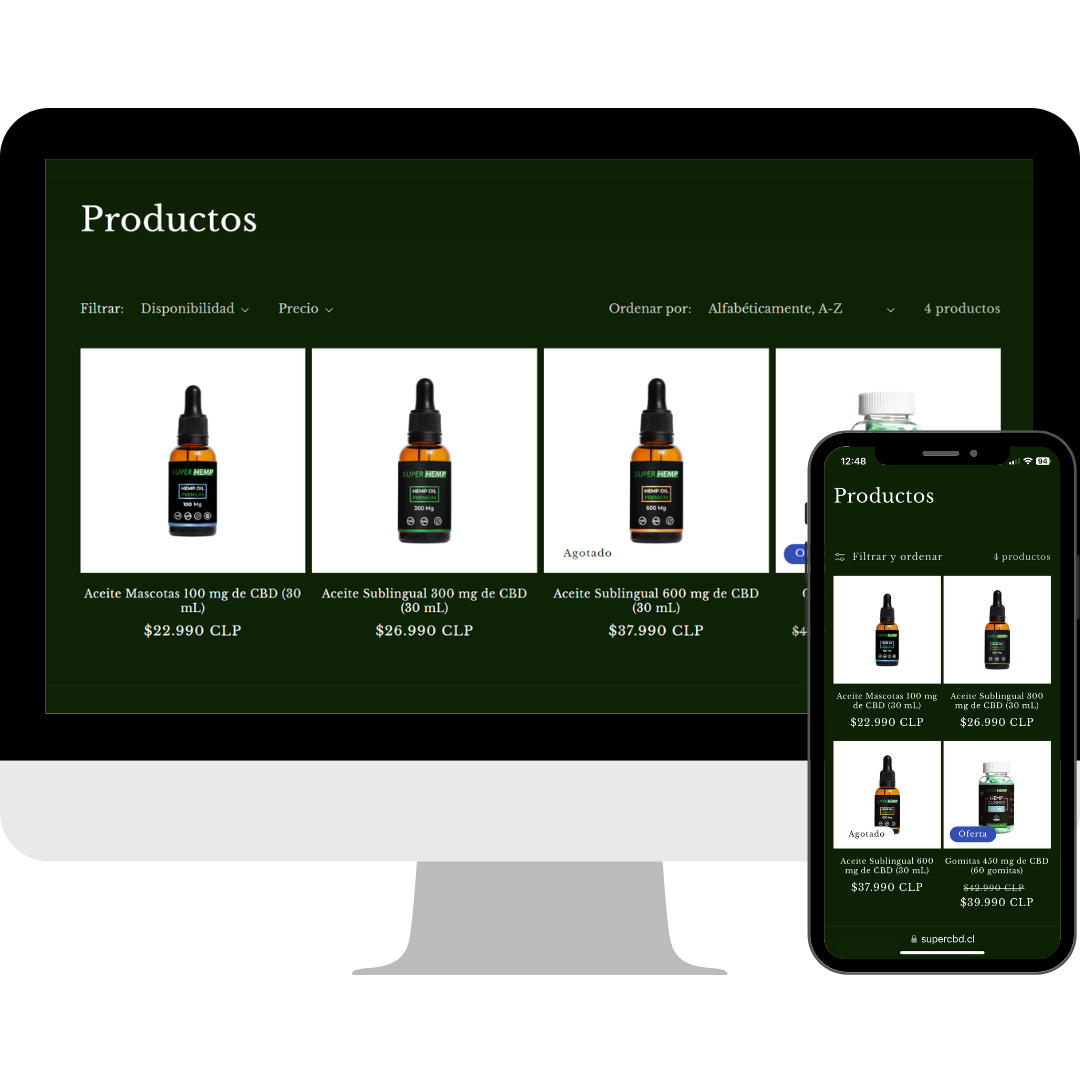 Productos
Filtrar: Disponibilidad Precio Ordenar por: Alfabéticamente, A-Z 4 productos
SUPER HEMP
HEMP OIL
PREMIUM
100 Mg
SUPER HEMP
HEMP OIL
PREMIUM
300 Mg
SUPER HEMP
HEMP OIL
PREMIUM
600 Mg
Agotado
O
Aceite Mascotas 100 mg de CBD (30
mL)
$22.990 CLP
Aceite Sublingual 300 mg de CBD
(30 mL)
$26.990 CLP
Aceite Sublingual 600 mg de CBD
(30 mL)
$37.990 CLP
$4
12:48 94
Productos
Filtrar y ordenar 4 productos
Aceite Mascotas 100 mg
de CBD (30 mL)
$22.990 CLP
Aceite Sublingual 300
mg de CBD (30 mL)
$26.990 CLP
Agotado
SUPER HEMP
HEMP
GUMMIES
Oferta
Aceite Sublingual 600
mg de CBD (30 mL)
$37.990 CLP
Gomitas 450 mg de CBD
(60 gomitas)
$42.990 CLP
$39.990 CLP
supercbd.cl